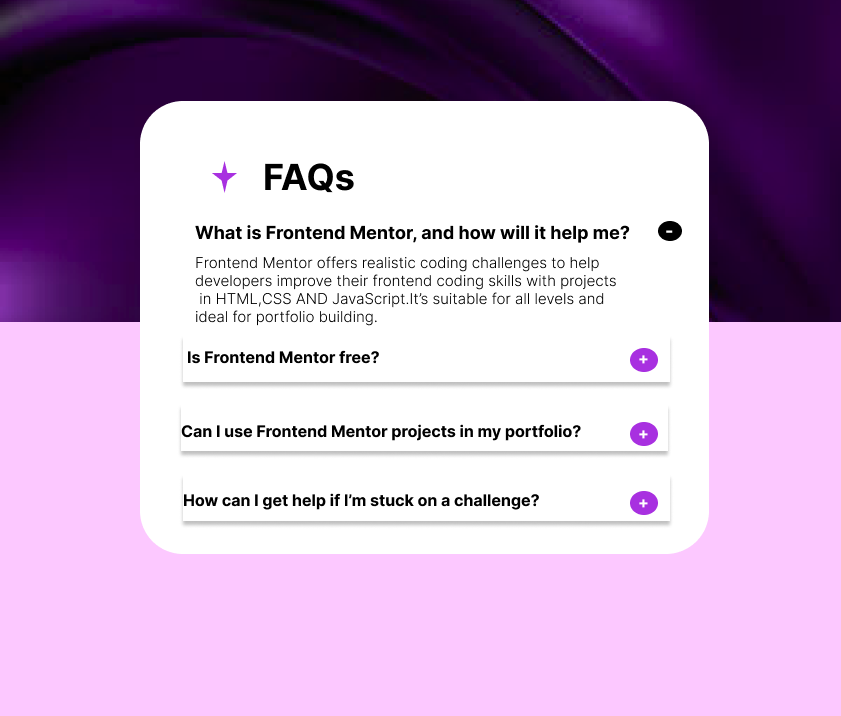 FAQs
What is Frontend Mentor, and how will it help me?
-
Frontend Mentor offers realistic coding challenges to help
developers improve their frontend coding skills with projects
in HTML,CSS AND JavaScript.It's suitable for all levels and
ideal for portfolio building.
Is Frontend Mentor free?
+
Can I use Frontend Mentor projects in my portfolio?
+
How can I get help if I'm stuck on a challenge?
+